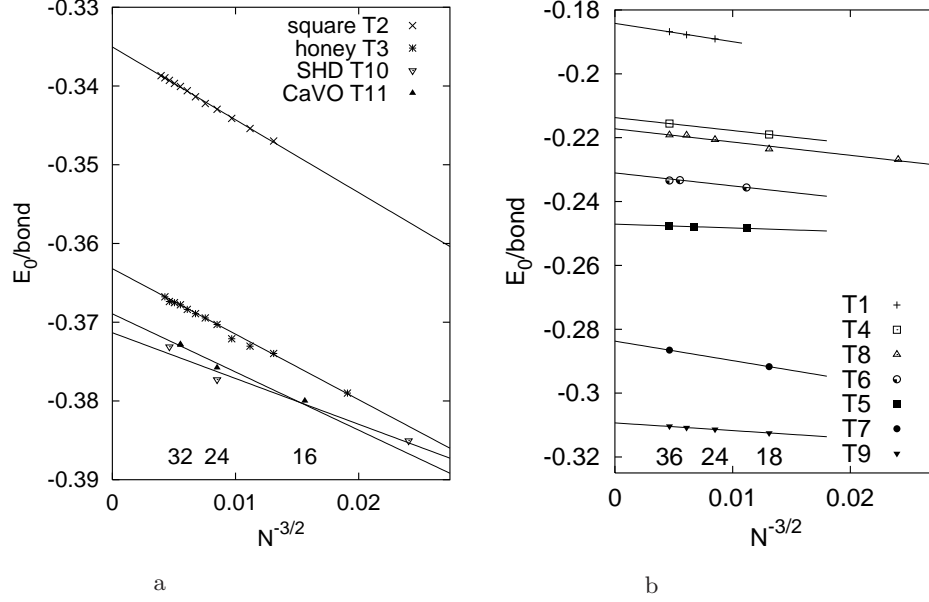 -0.33
-0.34
-0.35
-0.36
-0.37
-0.38
-0.39
E0/bond
square T2
honey T3
SHD T10
CaVO T11
32 24 16
0 0.01 0.02
N-3/2
a
-0.18
-0.2
-0.22
-0.24
-0.26
-0.28
-0.3
-0.32
E0/bond
T1
T4
T8
T6
T5
T7
T9
36 24 18
0 0.01 0.02
N-3/2
b